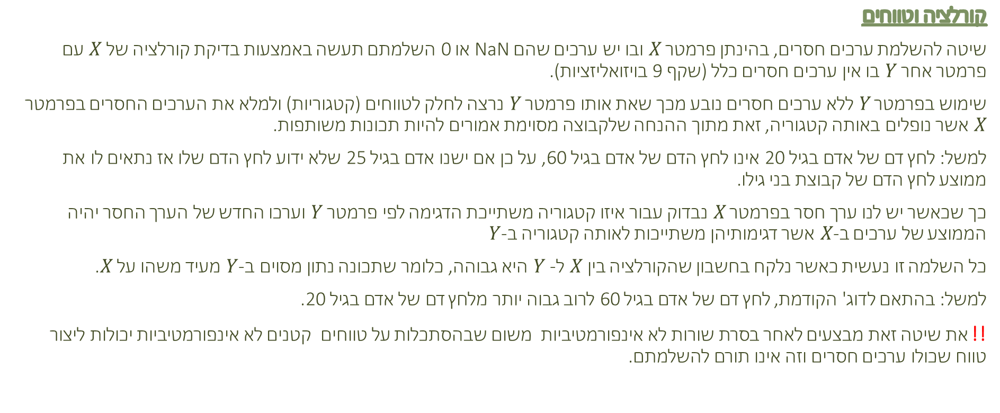 קורלציה וטווחים
שיטה להשלמת ערכים חסרים, בהינתן פרמטר X ובו יש ערכים שהם NaN או 0 השלמתם תעשה באמצעות בדיקת קורלציה של X עם
פרמטר אחר Y בו אין ערכים חסרים כלל (שקף 9 בויזואליזציות).
שימוש בפרמטר Y ללא ערכים חסרים נובע מכך שאת אותו פרמטר Y נרצה לחלק לטווחים (קטגוריות) ולמלא את הערכים החסרים בפרמטר
X אשר נופלים באותה קטגוריה, זאת מתוך ההנחה שלקבוצה מסוימת אמורים להיות תכונות משותפות.
למשל: לחץ דם של אדם בגיל 20 אינו לחץ הדם של אדם בגיל 60, על כן אם ישנו אדם בגיל 25 שלא ידוע לחץ הדם שלו אז נתאים לו את
ממוצע לחץ הדם של קבוצת בני גילו.
כך שכאשר יש לנו ערך חסר בפרמטר X נבדוק עבור איזו קטגוריה משתייכת הדגימה לפי פרמטר Y וערכו החדש של הערך החסר יהיה
הממוצע של ערכים ב-X אשר דגימותיהן משתייכות לאותה קטגוריה ב-Y
כל השלמה זו נעשית כאשר נלקח בחשבון שהקורלציה בין X ל- Y היא גבוהה, כלומר שתכונה נתון מסוים ב-Y מעיד משהו על X.
למשל: בהתאם לדוג' הקודמת, לחץ דם של אדם בגיל 60 לרוב גבוה יותר מלחץ דם של אדם בגיל 20.
!! את שיטה זאת מבצעים לאחר בסרת שורות לא אינפורמטיביות משום שבהסתכלות על טווחים קטנים לא אינפורמטיביות יכולות ליצור
טווח שכולו ערכים חסרים וזה אינו תורם להשלמתם.